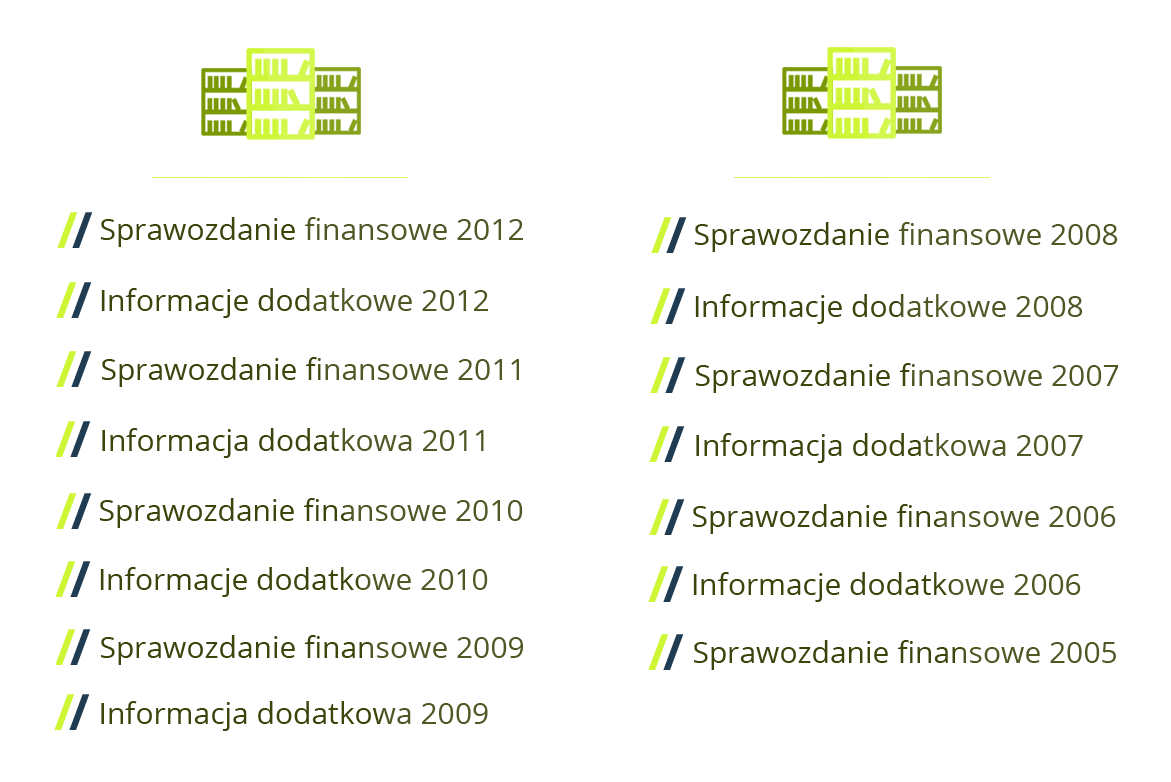 Sprawozdanie finansowe 2012
Informacje dodatkowe 2012
Sprawozdanie finansowe 2011
Informacja dodatkowa 2011
Sprawozdanie finansowe 2010
Informacje dodatkowe 2010
Sprawozdanie finansowe 2009
Informacja dodatkowa 2009
Sprawozdanie finansowe 2008
Informacje dodatkowe 2008
Sprawozdanie finansowe 2007
Informacja dodatkowa 2007
Sprawozdanie finansowe 2006
Informacje dodatkowe 2006
Sprawozdanie finansowe 2005